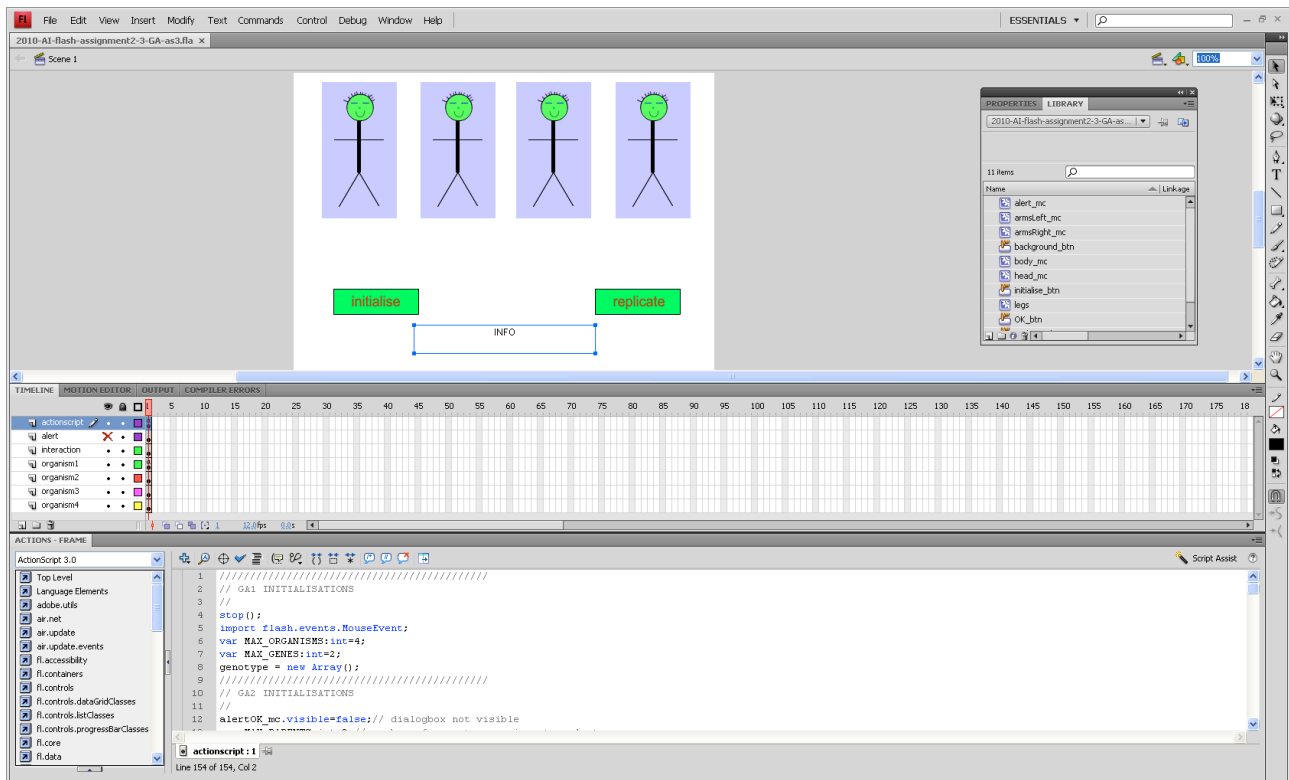 FL File Edit View Insert Modify Text Commands Control Debug Window Help ESSENTIALS
2010-AI-flash-assignment2-3-GA-as3.fla ×
Scene 1 100%
PROPERTIES LIBRARY
2010-AI-flash-assignment2-3-GA-as...
11 items
Name Linkage
alert_mc
armsLeft_mc
armsRight_mc
background_btn
body_mc
head_mc
initialise_btn
legs
OK_btn
initialise replicate
INFO
TIMELINE MOTION EDITOR OUTPUT COMPILER ERRORS
1 5 10 15 20 25 30 35 40 45 50 55 60 65 70 75 80 85 90 95 100 105 110 115 120 125 130 135 140 145 150 155 160 165 170 175 18
actionscript
alert
interaction
organism1
organism2
organism3
organism4
1 12.0fps 0.0s
ACTIONS - FRAME
ActionScript 3.0 Script Assist
Top Level
Language Elements
adobe.utils
air.net
air.update
air.update.events
fl.accessibility
fl.containers
fl.controls
fl.controls.dataGridClasses
fl.controls.listClasses
fl.controls.progressBarClasses
fl.core
fl.data
1 ////////////////////////////////////////////
2 // GA1 INITIALISATIONS
3 //
4 stop();
5 import flash.events.MouseEvent;
6 var MAX_ORGANISMS:int=4;
7 var MAX_GENES:int=2;
8 genotype = new Array();
9 ////////////////////////////////////////////
10 // GA2 INITIALISATIONS
11 //
12 alertOK_mc.visible=false;// dialogbox not visible
actionscript : 1
Line 154 of 154, Col 2